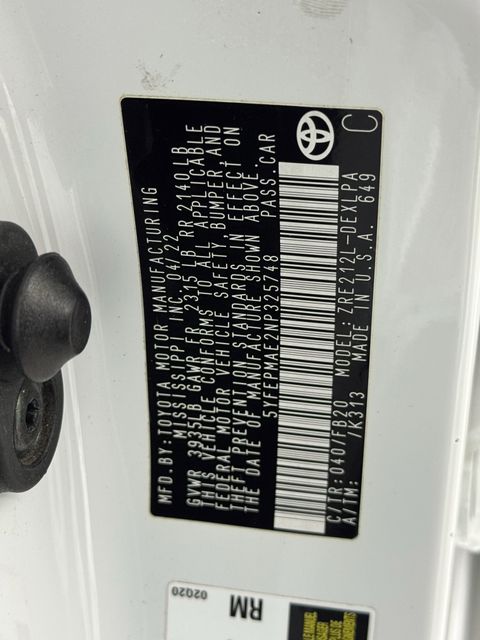 MFD.BY:TOYOTA MOTOR MANUFACTURING
MISSISSIPPI INC. 04/22
GVWR 3935LB GAWR FR 2315 LB RR 2140LB
THIS VEHICLE CONFORMS TO ALL APPLICABLE
FEDERAL MOTOR VEHICLE SAFETY, BUMPER AND
THEFT PREVENTION STANDARDS IN EFFECT ON
THE DATE OF MANUFACTURE SHOWN ABOVE.
5YFEPMAE2NP325748 PASS.CAR
C/TR:040/FB20 MODEL:ZRE212L-DEXLPA
A/TM: /K313 MADE IN U.S.A. 649
C
02020
RM